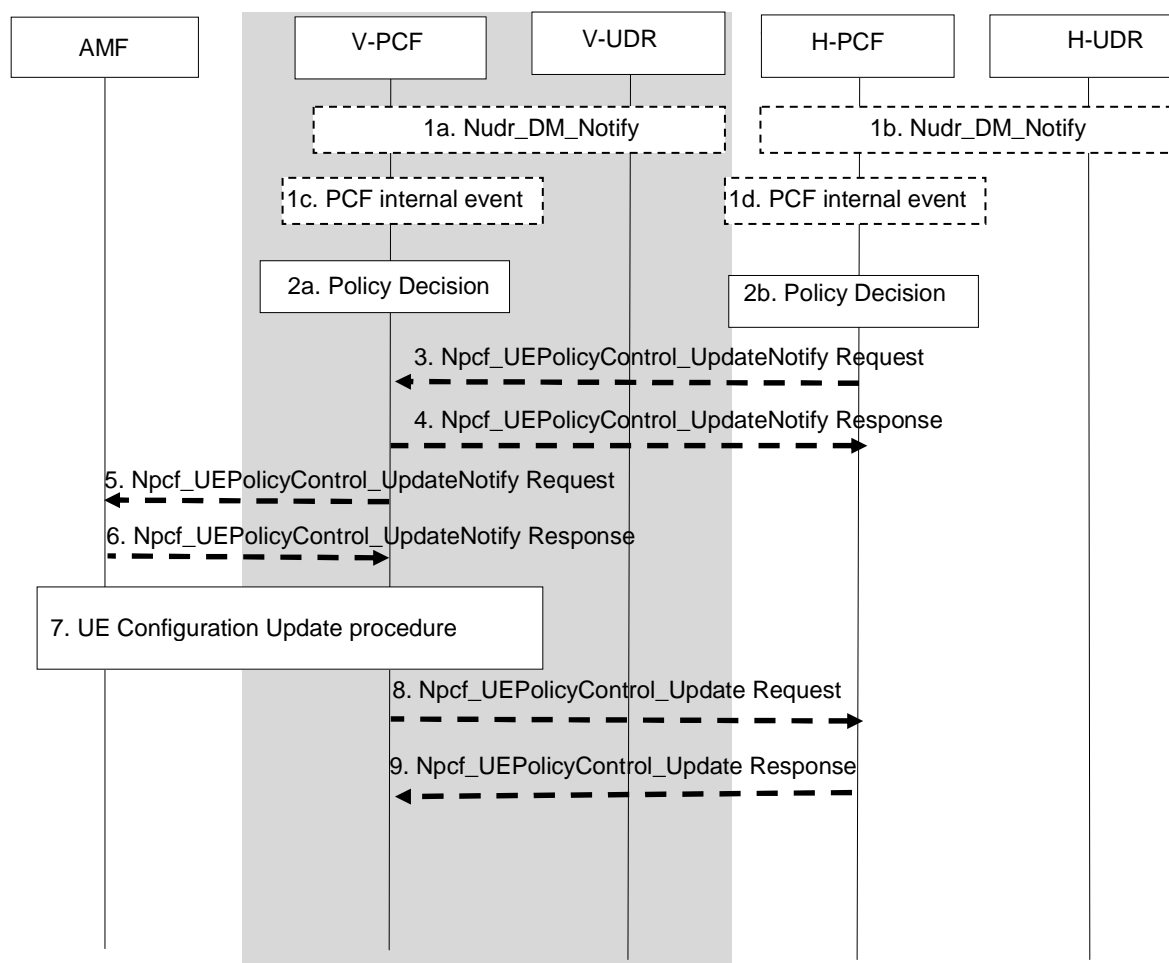 AMF
V-PCF
V-UDR
H-PCF
H-UDR
1a. Nudr_DM_Notify
1b. Nudr_DM_Notify
1c. PCF internal event
1d. PCF internal event
2a. Policy Decision
2b. Policy Decision
3. Npcf_UEPolicyControl_UpdateNotify Request
4. Npcf_UEPolicyControl_UpdateNotify Response
5. Npcf_UEPolicyControl_UpdateNotify Request
6. Npcf_UEPolicyControl_UpdateNotify Response
7. UE Configuration Update procedure
8. Npcf_UEPolicyControl_Update Request
9. Npcf_UEPolicyControl_Update Response